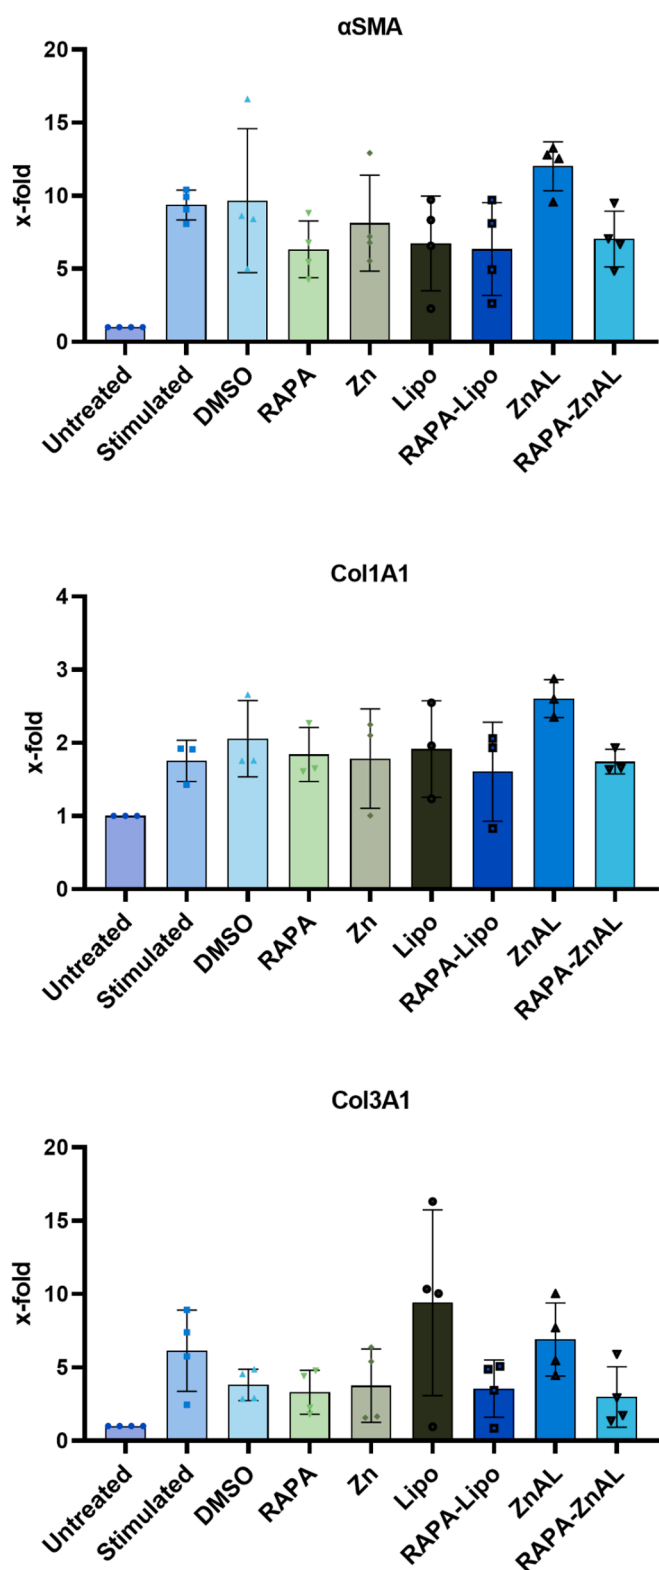 αSMA
20
15
10
5
0
x-fold
Untreated
Stimulated
DMSO
RAPA
Zn
Lipo
RAPA-Lipo
ZnAL
RAPA-ZnAL
Col1A1
4
3
2
1
0
x-fold
Untreated
Stimulated
DMSO
RAPA
Zn
Lipo
RAPA-Lipo
ZnAL
RAPA-ZnAL
Col3A1
20
15
10
5
0
x-fold
Untreated
Stimulated
DMSO
RAPA
Zn
Lipo
RAPA-Lipo
ZnAL
RAPA-ZnAL